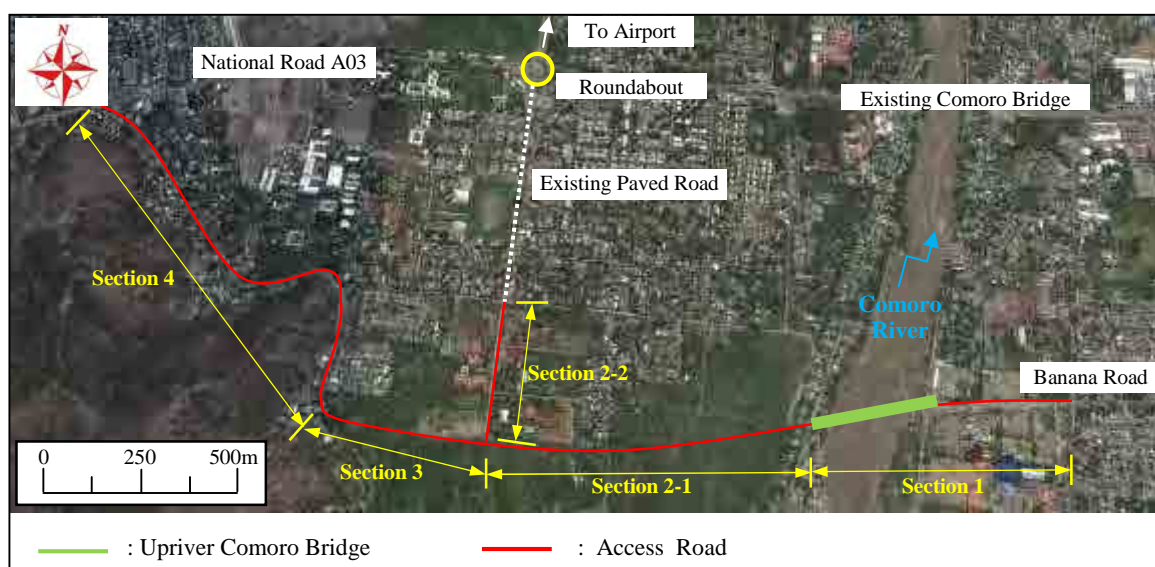 N
To Airport
National Road A03
Roundabout
Existing Comoro Bridge
Existing Paved Road
Section 4
Comoro
River
Section 2-2
Banana Road
0 250 500m
Section 3
Section 2-1
Section 1
: Upriver Comoro Bridge
: Access Road